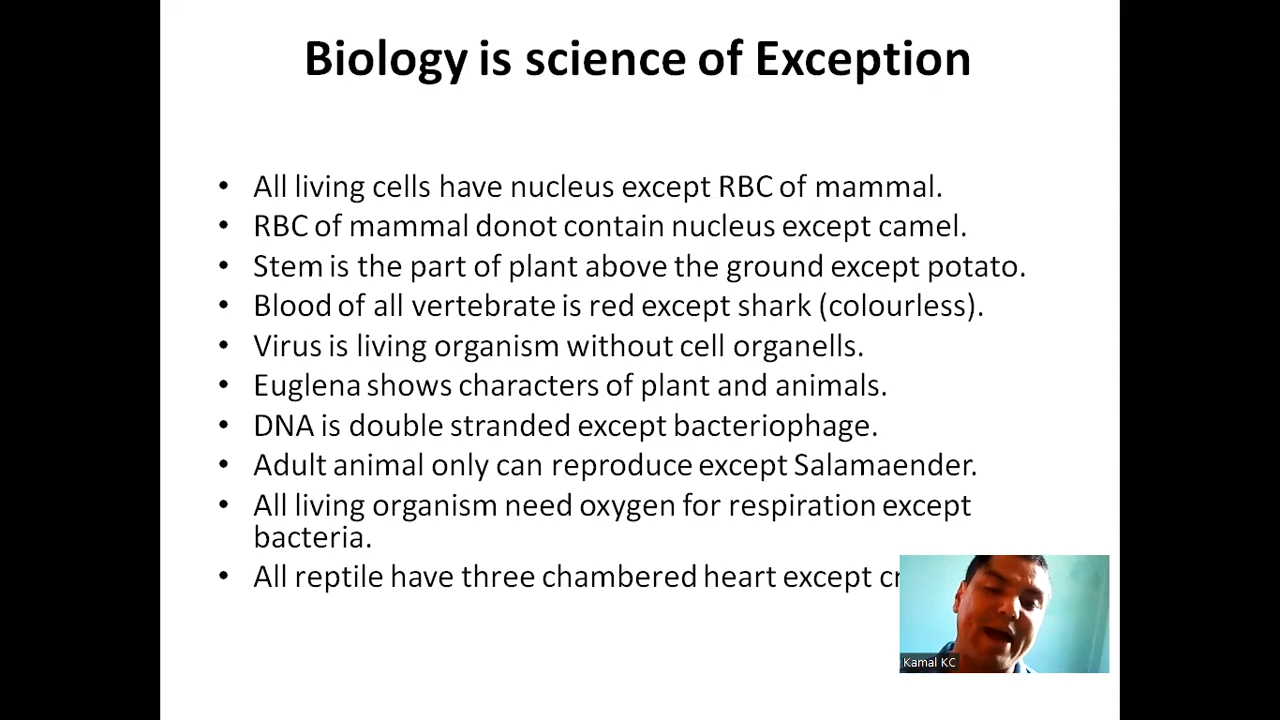 Biology is science of Exception
• All living cells have nucleus except RBC of mammal.
• RBC of mammal donot contain nucleus except camel.
• Stem is the part of plant above the ground except potato.
• Blood of all vertebrate is red except shark (colourless).
• Virus is living organism without cell organells.
• Euglena shows characters of plant and animals.
• DNA is double stranded except bacteriophage.
• Adult animal only can reproduce except Salamaender.
• All living organism need oxygen for respiration except
bacteria.
• All reptile have three chambered heart except
Kamal KC